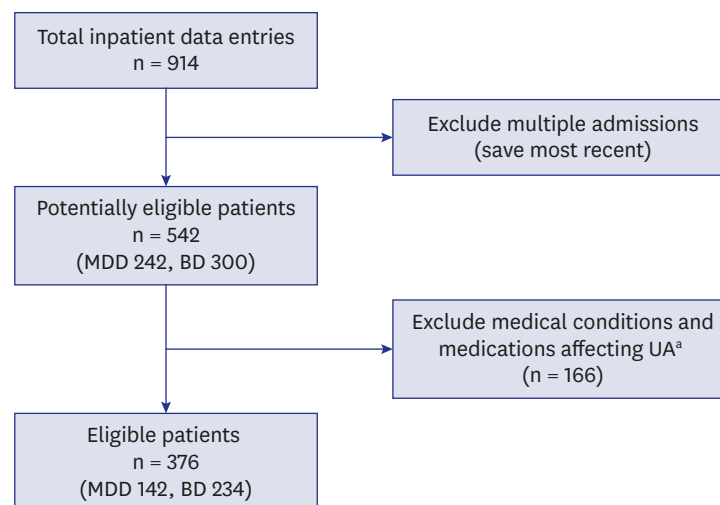 Total inpatient data entries
n = 914
Exclude multiple admissions
(save most recent)
Potentially eligible patients
n = 542
(MDD 242, BD 300)
Exclude medical conditions and
medications affecting UAᵃ
(n = 166)
Eligible patients
n = 376
(MDD 142, BD 234)